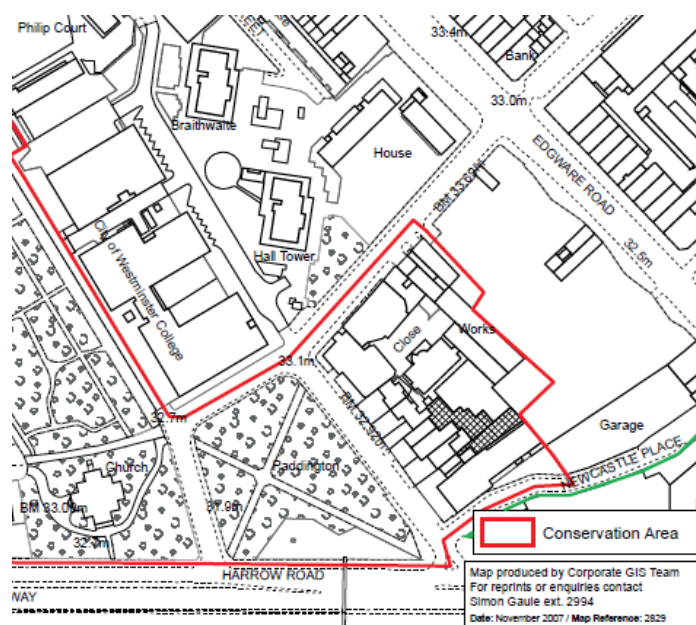 Philip Court
33.4m
Bank
33.0m
Braithwaite
House
EDGWARE ROAD
BM 33.69m
32.5m
City of Westminster College
Hall Tower
Works
Close
33.1m
BM 32.92m
32.7m
Garage
Church
Paddington
NEWCASTLE PLACE
31.9m
HARROW ROAD
WAY
Conservation Area
Map produced by Corporate GIS Team
For reprints or enquiries contact
Simon Gaule ext. 2994
Date: November 2007 / Map Reference: 2829